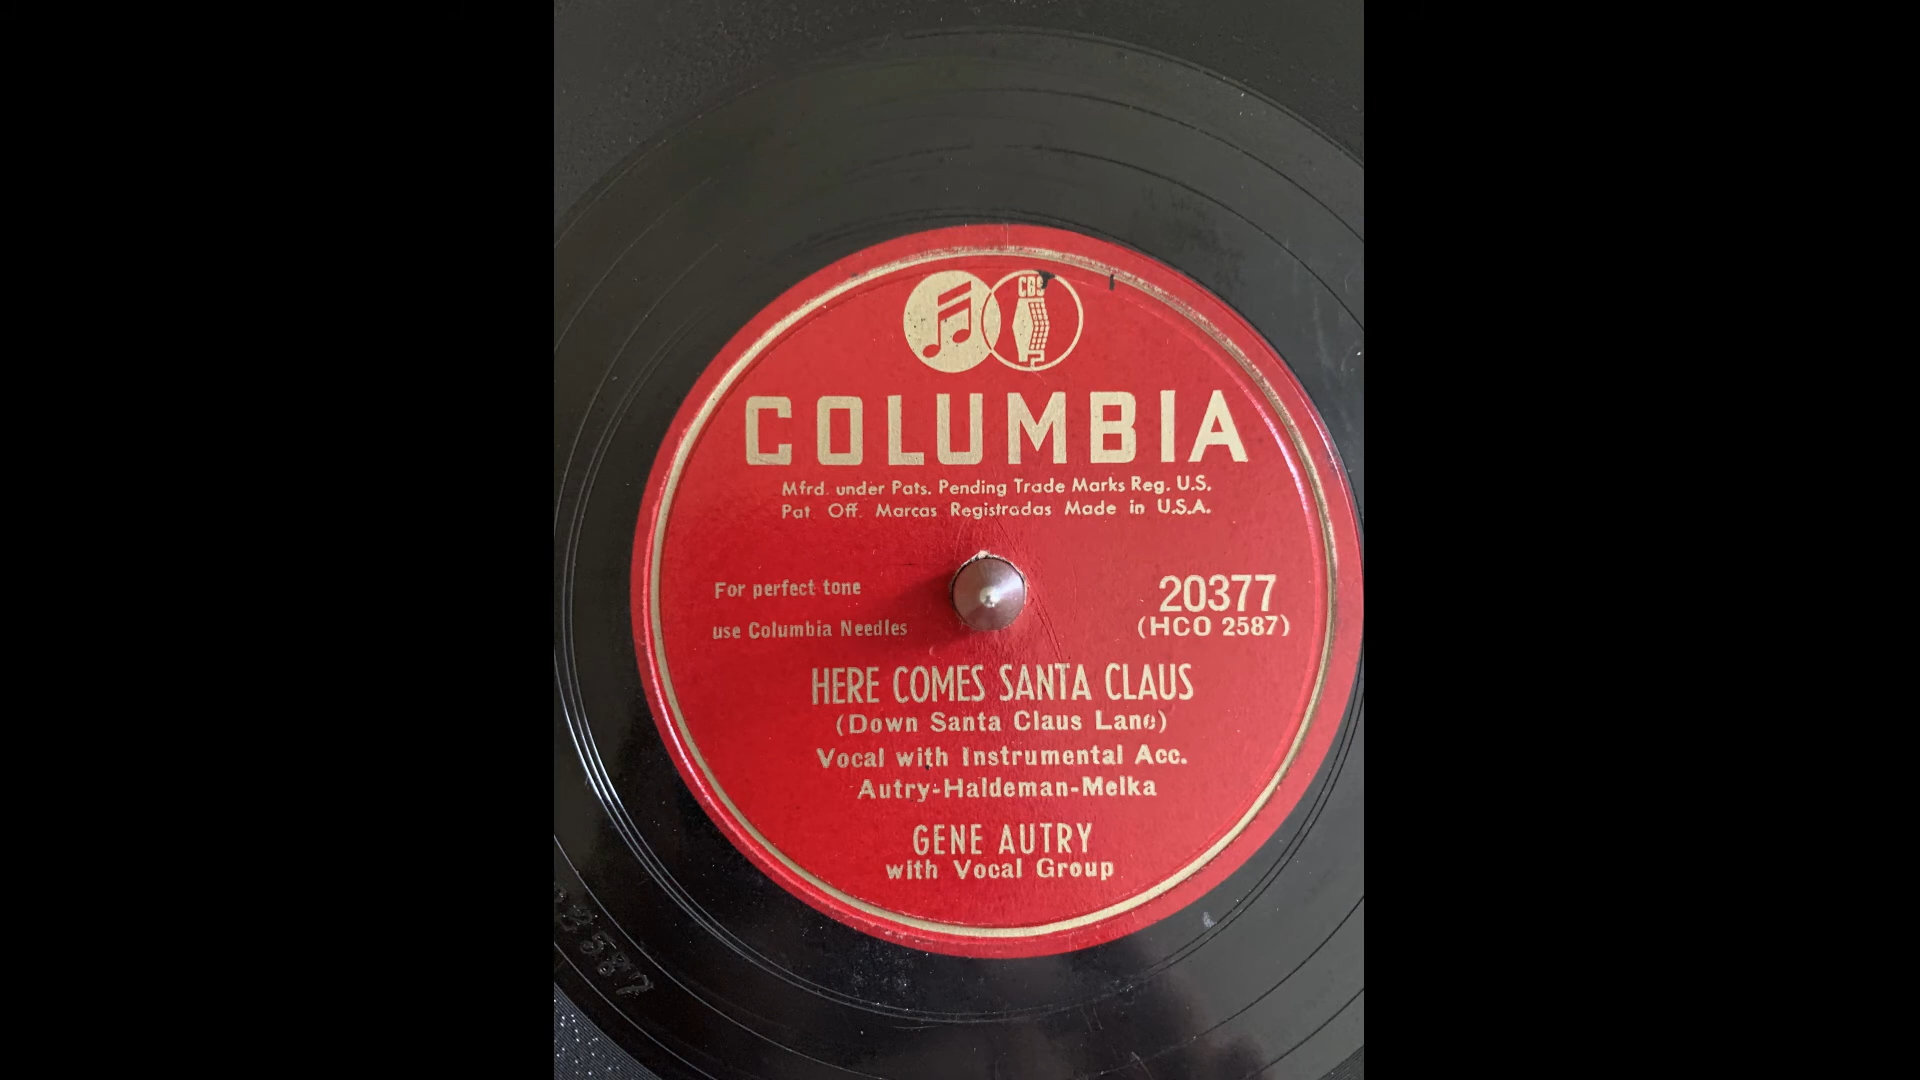 CBS
COLUMBIA
Mfrd. under Pats. Pending Trade Marks Reg. U.S.
Pat. Off. Marcas Registradas Made in U.S.A.
For perfect tone
use Columbia Needles
20377
(HCO 2587)
HERE COMES SANTA CLAUS
(Down Santa Claus Lane)
Vocal with Instrumental Acc.
Autry-Haldeman-Melka
GENE AUTRY
with Vocal Group